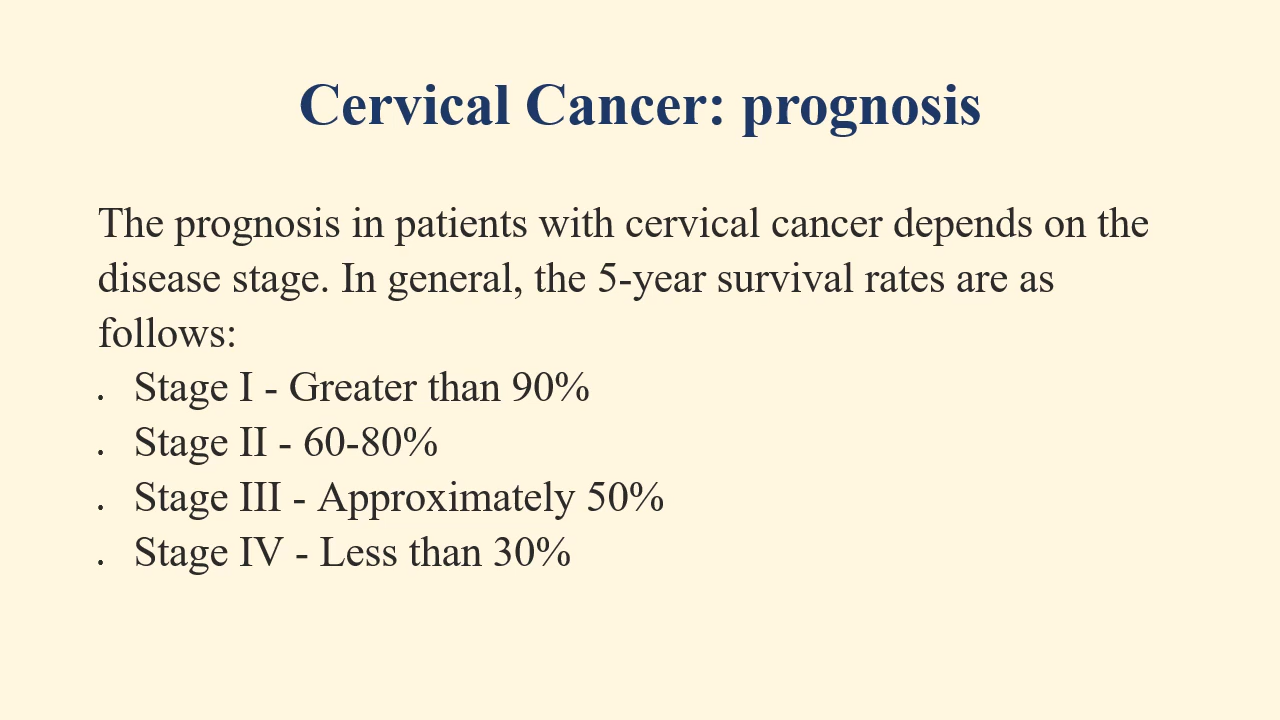 Cervical Cancer: prognosis
The prognosis in patients with cervical cancer depends on the
disease stage. In general, the 5-year survival rates are as
follows:
. Stage I - Greater than 90%
. Stage II - 60-80%
. Stage III - Approximately 50%
. Stage IV - Less than 30%